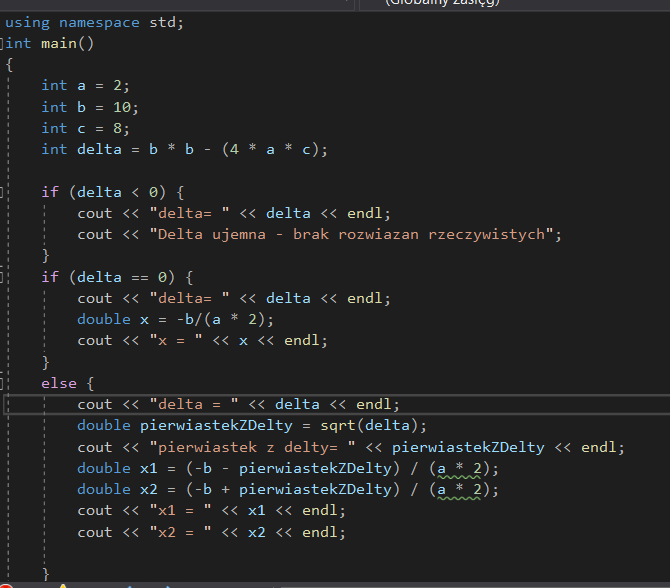 (Globalny zasięg)
using namespace std;
int main()
{
int a = 2;
int b = 10;
int c = 8;
int delta = b * b - (4 * a * c);
if (delta < 0) {
cout << "delta= " << delta << endl;
cout << "Delta ujemna - brak rozwiazan rzeczywistych";
}
if (delta == 0) {
cout << "delta= " << delta << endl;
double x = -b/(a * 2);
cout << "x = " << x << endl;
}
else {
cout << "delta = " << delta << endl;
double pierwiastekZDelty = sqrt(delta);
cout << "pierwiastek z delty= " << pierwiastekZDelty << endl;
double x1 = (-b - pierwiastekZDelty) / (a * 2);
double x2 = (-b + pierwiastekZDelty) / (a * 2);
cout << "x1 = " << x1 << endl;
cout << "x2 = " << x2 << endl;
}